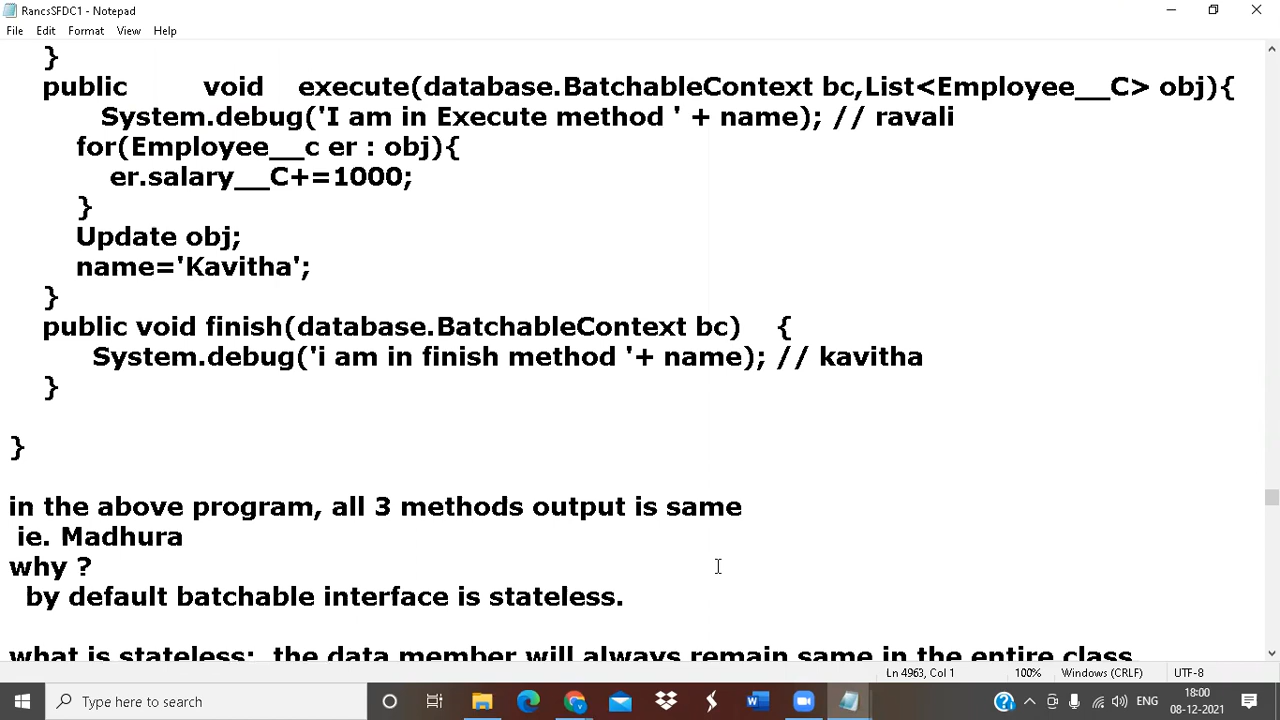 RancsSFDC1 - Notepad
File Edit Format View Help
}
public void execute(database.BatchableContext bc,List<Employee__C> obj){
System.debug('I am in Execute method ' + name); // ravali
for(Employee__c er : obj){
er.salary__C+=1000;
}
Update obj;
name='Kavitha';
}
public void finish(database.BatchableContext bc) {
System.debug('i am in finish method '+ name); // kavitha
}
}
in the above program, all 3 methods output is same
ie. Madhura
why ?
by default batchable interface is stateless.
what is stateless: the data member will always remain same in the entire class.
Ln 4963, Col 1 100% Windows (CRLF) UTF-8
Type here to search ENG 18:00
08-12-2021